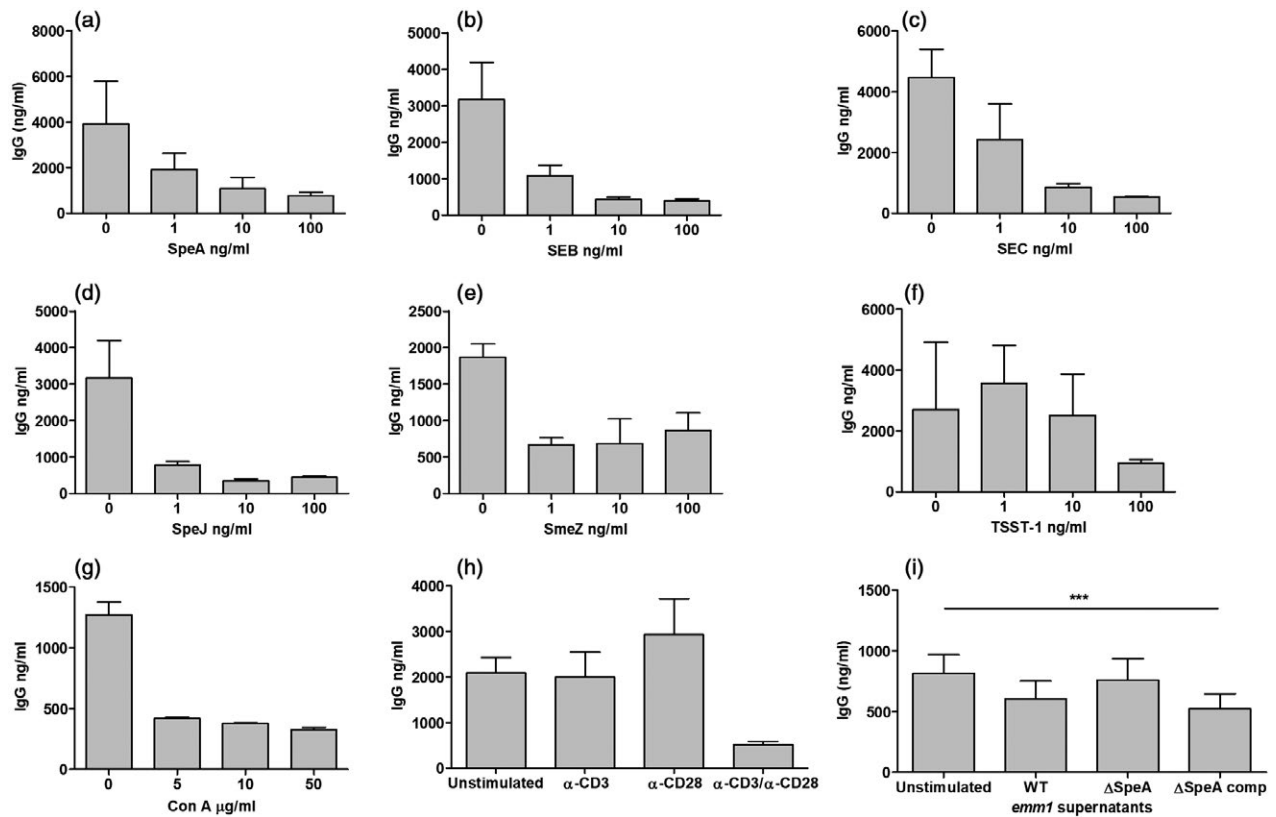 (a)
8000
6000
4000
2000
0
IgG (ng/ml)
0 1 10 100
SpeA ng/ml
(b)
5000
4000
3000
2000
1000
0
IgG ng/ml
0 1 10 100
SEB ng/ml
(c)
6000
4000
2000
0
IgG ng/ml
0 1 10 100
SEC ng/ml
(d)
5000
4000
3000
2000
1000
0
IgG ng/ml
0 1 10 100
SpeJ ng/ml
(e)
2500
2000
1500
1000
500
0
IgG ng/ml
0 1 10 100
SmeZ ng/ml
(f)
6000
4000
2000
0
IgG ng/ml
0 1 10 100
TSST-1 ng/ml
(g)
1500
1000
500
0
IgG ng/ml
0 5 10 50
Con A µg/ml
(h)
4000
3000
2000
1000
0
IgG ng/ml
Unstimulated α-CD3 α-CD28 α-CD3/α-CD28
(i)
1500
1000
500
0
IgG (ng/ml)
***
Unstimulated WT ΔSpeA ΔSpeA comp
emm1 supernatants